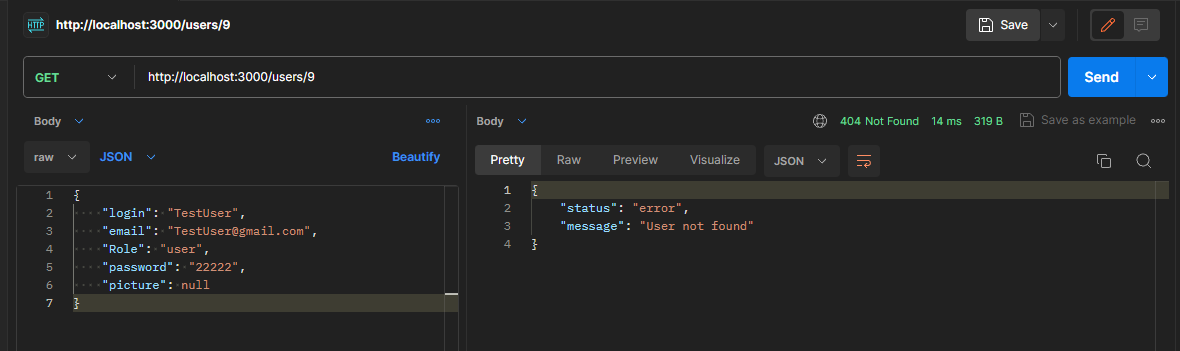 HTTP http://localhost:3000/users/9 Save
GET http://localhost:3000/users/9 Send
Body
raw JSON Beautify
1 {
2 "login": "TestUser",
3 "email": "TestUser@gmail.com",
4 "Role": "user",
5 "password": "22222",
6 "picture": null
7 }
Body 404 Not Found 14 ms 319 B Save as example
Pretty Raw Preview Visualize JSON
1 {
2 "status": "error",
3 "message": "User not found"
4 }